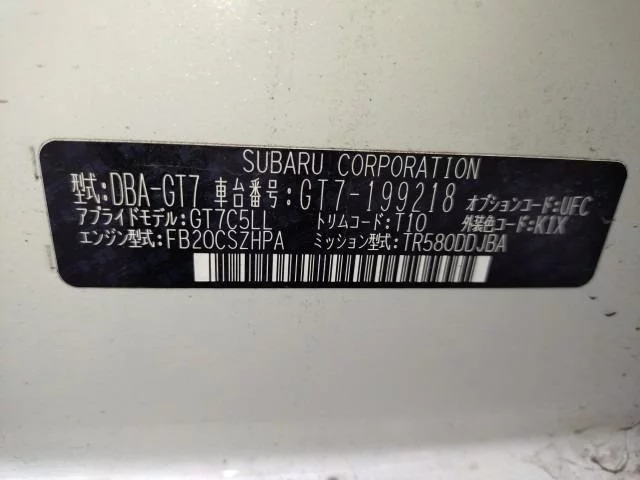 SUBARU CORPORATION
型式:DBA-GT7 車台番号:GT7-199218 オプションコード:UFC
アプライドモデル:GT7C5LL トリムコード:T10 外装色コード:K1X
エンジン型式:FB20CSZHPA ミッション型式:TR580DDJBA